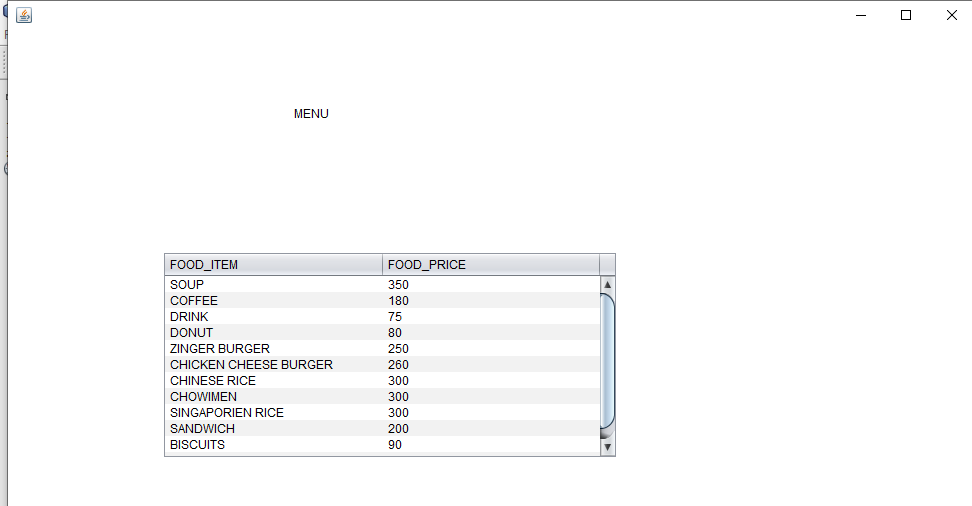 MENU
FOOD_ITEM FOOD_PRICE
SOUP 350
COFFEE 180
DRINK 75
DONUT 80
ZINGER BURGER 250
CHICKEN CHEESE BURGER 260
CHINESE RICE 300
CHOWIMEN 300
SINGAPORIEN RICE 300
SANDWICH 200
BISCUITS 90